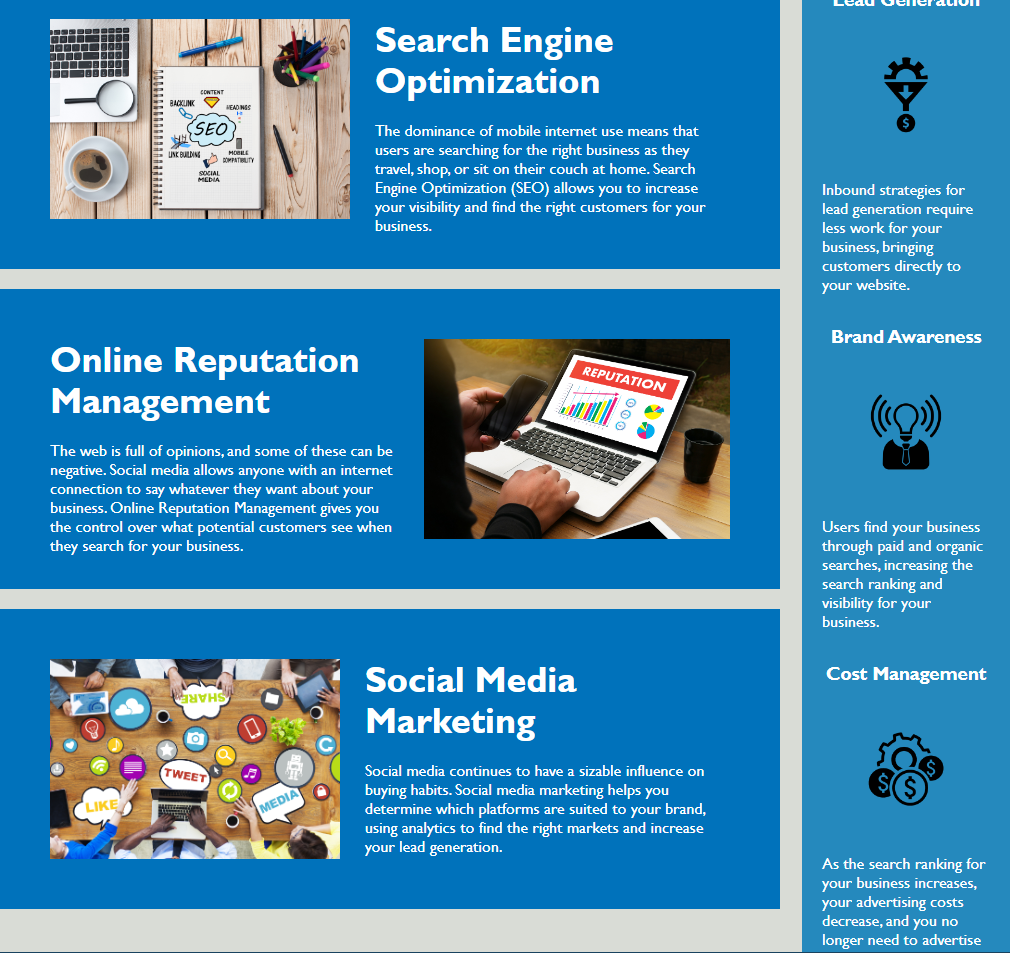 Search Engine
Optimization
The dominance of mobile internet use means that
users are searching for the right business as they
travel, shop, or sit on their couch at home. Search
Engine Optimization (SEO) allows you to increase
your visibility and find the right customers for your
business.
CONTENT
BACKLINK
HEADINGS
SEO
LINK BUILDING
MOBILE
COMPATIBILITY
SOCIAL
MEDIA
Online Reputation
Management
The web is full of opinions, and some of these can be
negative. Social media allows anyone with an internet
connection to say whatever they want about your
business. Online Reputation Management gives you
the control over what potential customers see when
they search for your business.
REPUTATION
Social Media
Marketing
Social media continues to have a sizable influence on
buying habits. Social media marketing helps you
determine which platforms are suited to your brand,
using analytics to find the right markets and increase
your lead generation.
SHARE
TWEET
LIKE
MEDIA
Lead Generation
$
Inbound strategies for
lead generation require
less work for your
business, bringing
customers directly to
your website.
Brand Awareness
Users find your business
through paid and organic
searches, increasing the
search ranking and
visibility for your
business.
Cost Management
$ $ $
As the search ranking for
your business increases,
your advertising costs
decrease, and you no
longer need to advertise